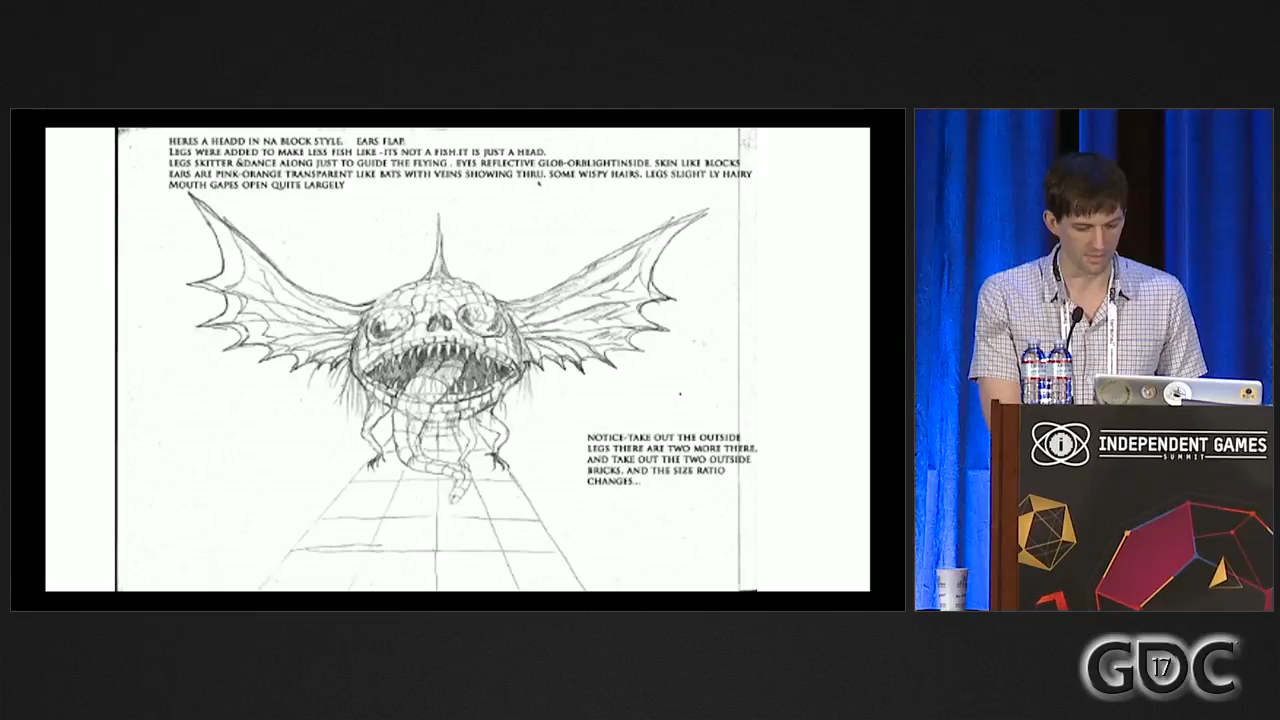 HERES A HEADD IN NA BLOCK STYLE. EARS FLAP.
LEGS WERE ADDED TO MAKE LESS FISH LIKE -ITS NOT A FISH.IT IS JUST A HEAD.
LEGS SKITTER &DANCE ALONG JUST TO GUIDE THE FLYING . EYES REFLECTIVE GLOB-ORBLIGHTINSIDE. SKIN LIKE BLOCKS
EARS ARE PINK-ORANGE TRANSPARENT LIKE BATS WITH VEINS SHOWING THRU. SOME WISPY HAIRS. LEGS SLIGHT LY HAIRY
MOUTH GAPES OPEN QUITE LARGELY
NOTICE-TAKE OUT THE OUTSIDE
LEGS THERE ARE TWO MORE THERE,
AND TAKE OUT THE TWO OUTSIDE
BRICKS. AND THE SIZE RATIO
CHANGES...
INDEPENDENT GAMES
SUMMIT
GDC
17